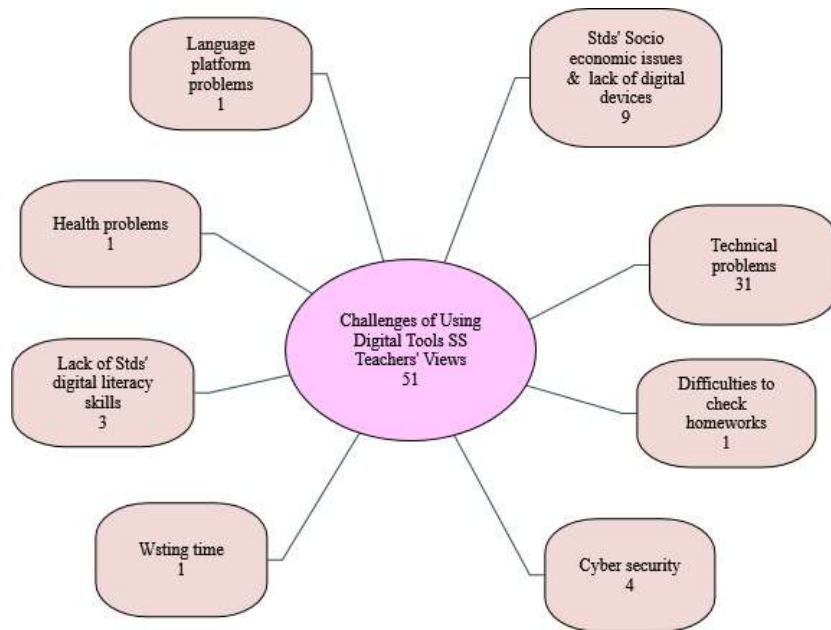 Language
platform
problems
1
Stds' Socio
economic issues
& lack of digital
devices
9
Health problems
1
Technical
problems
31
Challenges of Using
Digital Tools SS
Teachers' Views
51
Lack of Stds'
digital literacy
skills
3
Difficulties to
check
homeworks
1
Wsting time
1
Cyber security
4